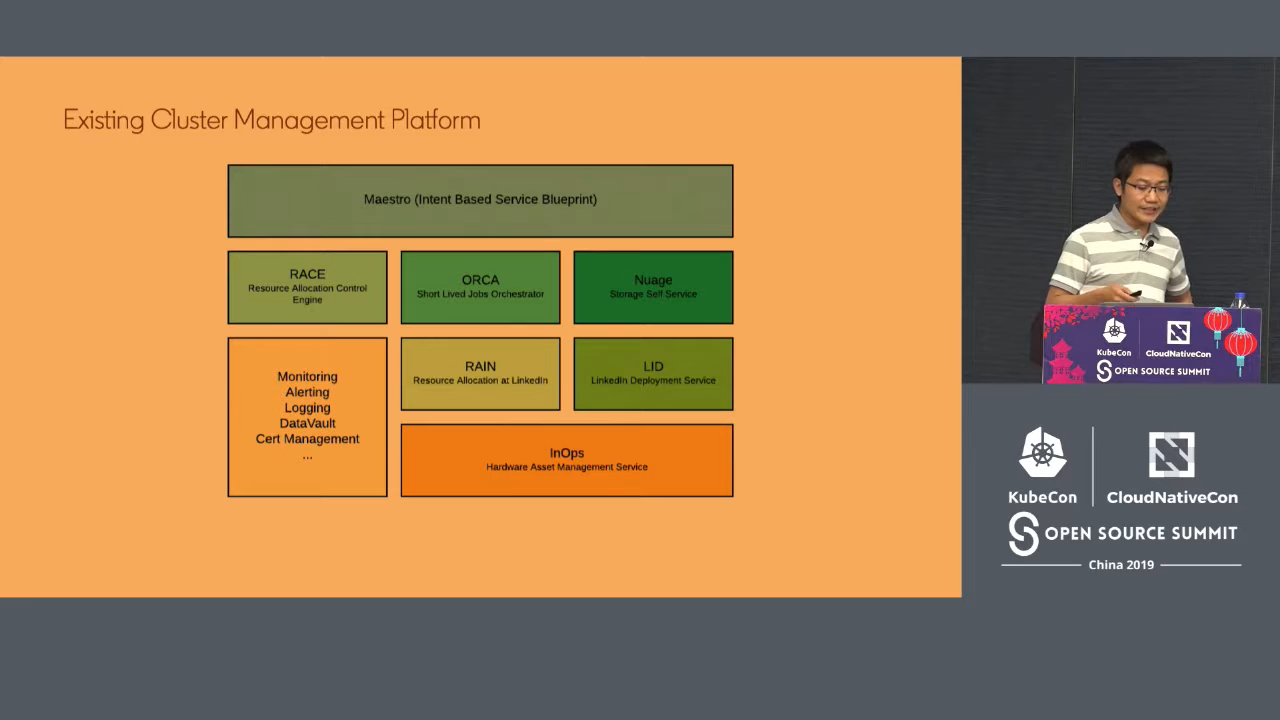 Existing Cluster Management Platform
Maestro (Intent Based Service Blueprint)
RACE
Resource Allocation Control
Engine
ORCA
Short Lived Jobs Orchestrator
Nuage
Storage Self Service
Monitoring
Alerting
Logging
DataVault
Cert Management
...
RAIN
Resource Allocation at LinkedIn
LID
LinkedIn Deployment Service
InOps
Hardware Asset Management Service
KubeCon
CloudNativeCon
OPEN SOURCE SUMMIT
KubeCon
CloudNativeCon
OPEN SOURCE SUMMIT
China 2019